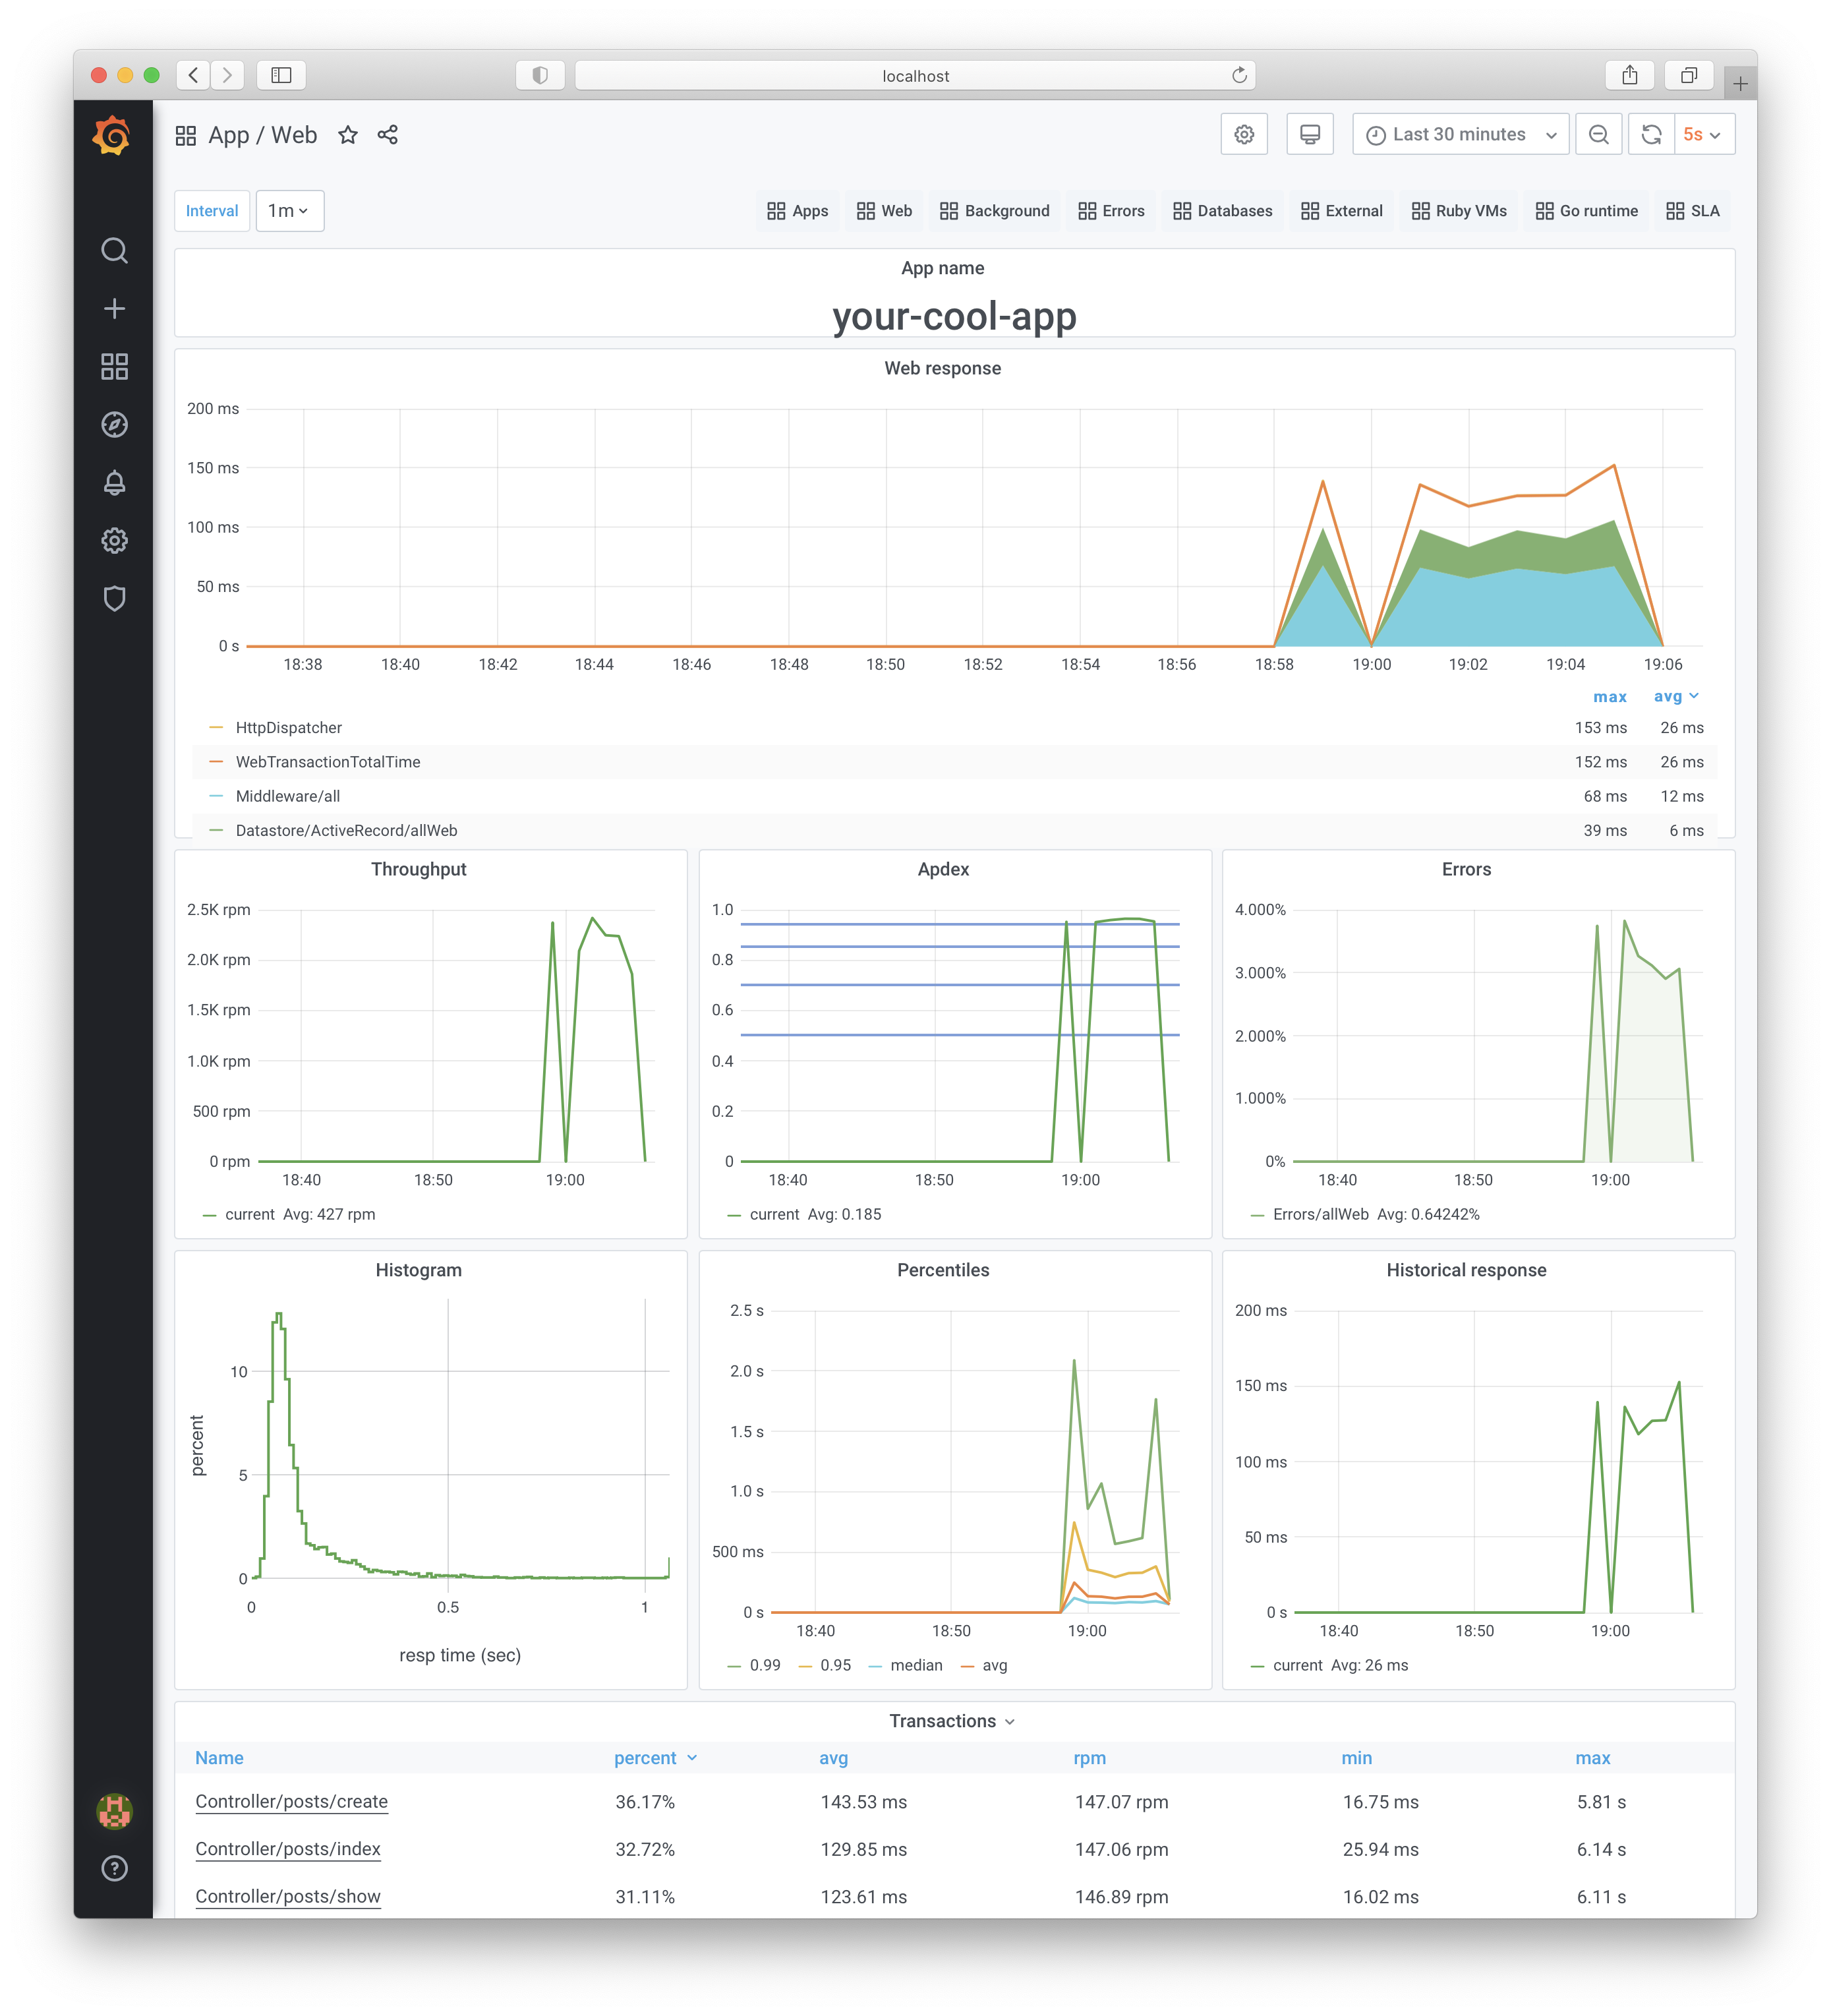 localhost
App / Web
Last 30 minutes
5s
Interval 1m
Apps Web Background Errors Databases External Ruby VMs Go runtime SLA
App name
your-cool-app
Web response
200 ms
150 ms
100 ms
50 ms
0 s
18:38 18:40 18:42 18:44 18:46 18:48 18:50 18:52 18:54 18:56 18:58 19:00 19:02 19:04 19:06
max avg
HttpDispatcher 153 ms 26 ms
WebTransactionTotalTime 152 ms 26 ms
Middleware/all 68 ms 12 ms
Datastore/ActiveRecord/allWeb 39 ms 6 ms
Throughput
2.5K rpm
2.0K rpm
1.5K rpm
1.0K rpm
500 rpm
0 rpm
18:40 18:50 19:00
current Avg: 427 rpm
Apdex
1.0
0.8
0.6
0.4
0.2
0
18:40 18:50 19:00
current Avg: 0.185
Errors
4.000%
3.000%
2.000%
1.000%
0%
18:40 18:50 19:00
Errors/allWeb Avg: 0.64242%
Histogram
percent
10
5
0
0 0.5 1
resp time (sec)
Percentiles
2.5 s
2.0 s
1.5 s
1.0 s
500 ms
0 s
18:40 18:50 19:00
0.99 0.95 median avg
Historical response
200 ms
150 ms
100 ms
50 ms
0 s
18:40 18:50 19:00
current Avg: 26 ms
Transactions
Name percent avg rpm min max
Controller/posts/create 36.17% 143.53 ms 147.07 rpm 16.75 ms 5.81 s
Controller/posts/index 32.72% 129.85 ms 147.06 rpm 25.94 ms 6.14 s
Controller/posts/show 31.11% 123.61 ms 146.89 rpm 16.02 ms 6.11 s